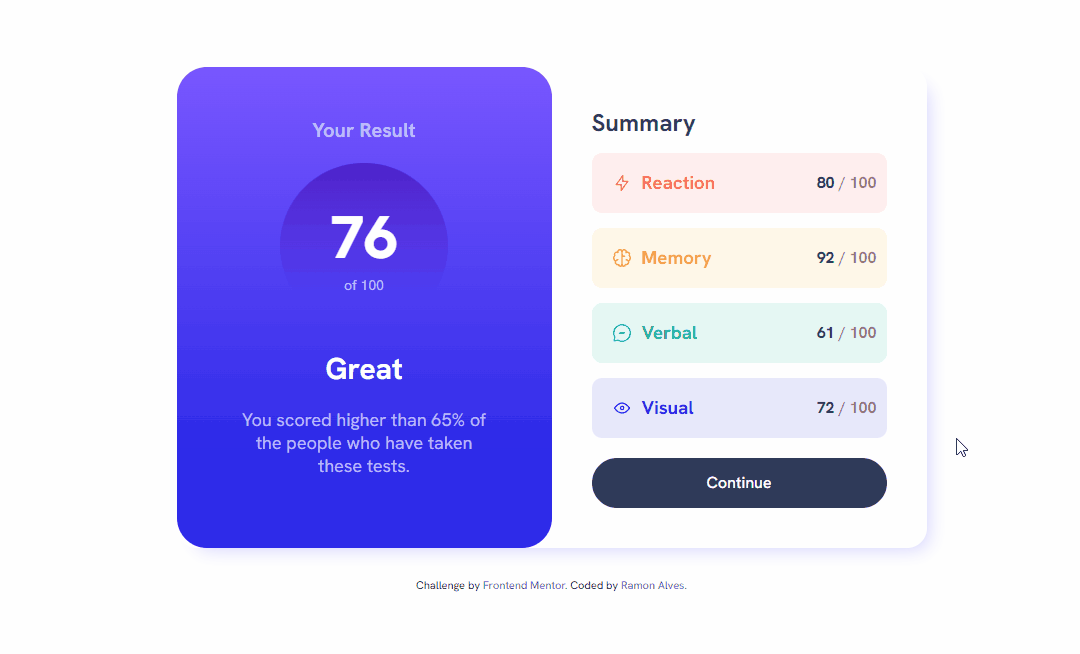 Your Result
76
of 100
Great
You scored higher than 65% of
the people who have taken
these tests.
Summary
Reaction 80 / 100
Memory 92 / 100
Verbal 61 / 100
Visual 72 / 100
Continue
Challenge by Frontend Mentor. Coded by Ramon Alves.